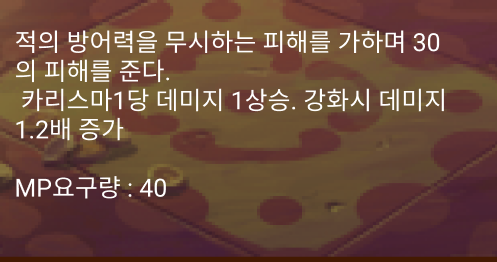 적의 방어력을 무시하는 피해를 가하며 30
의 피해를 준다.
카리스마1당 데미지 1상승. 강화시 데미지
1.2배 증가
MP요구량 : 40